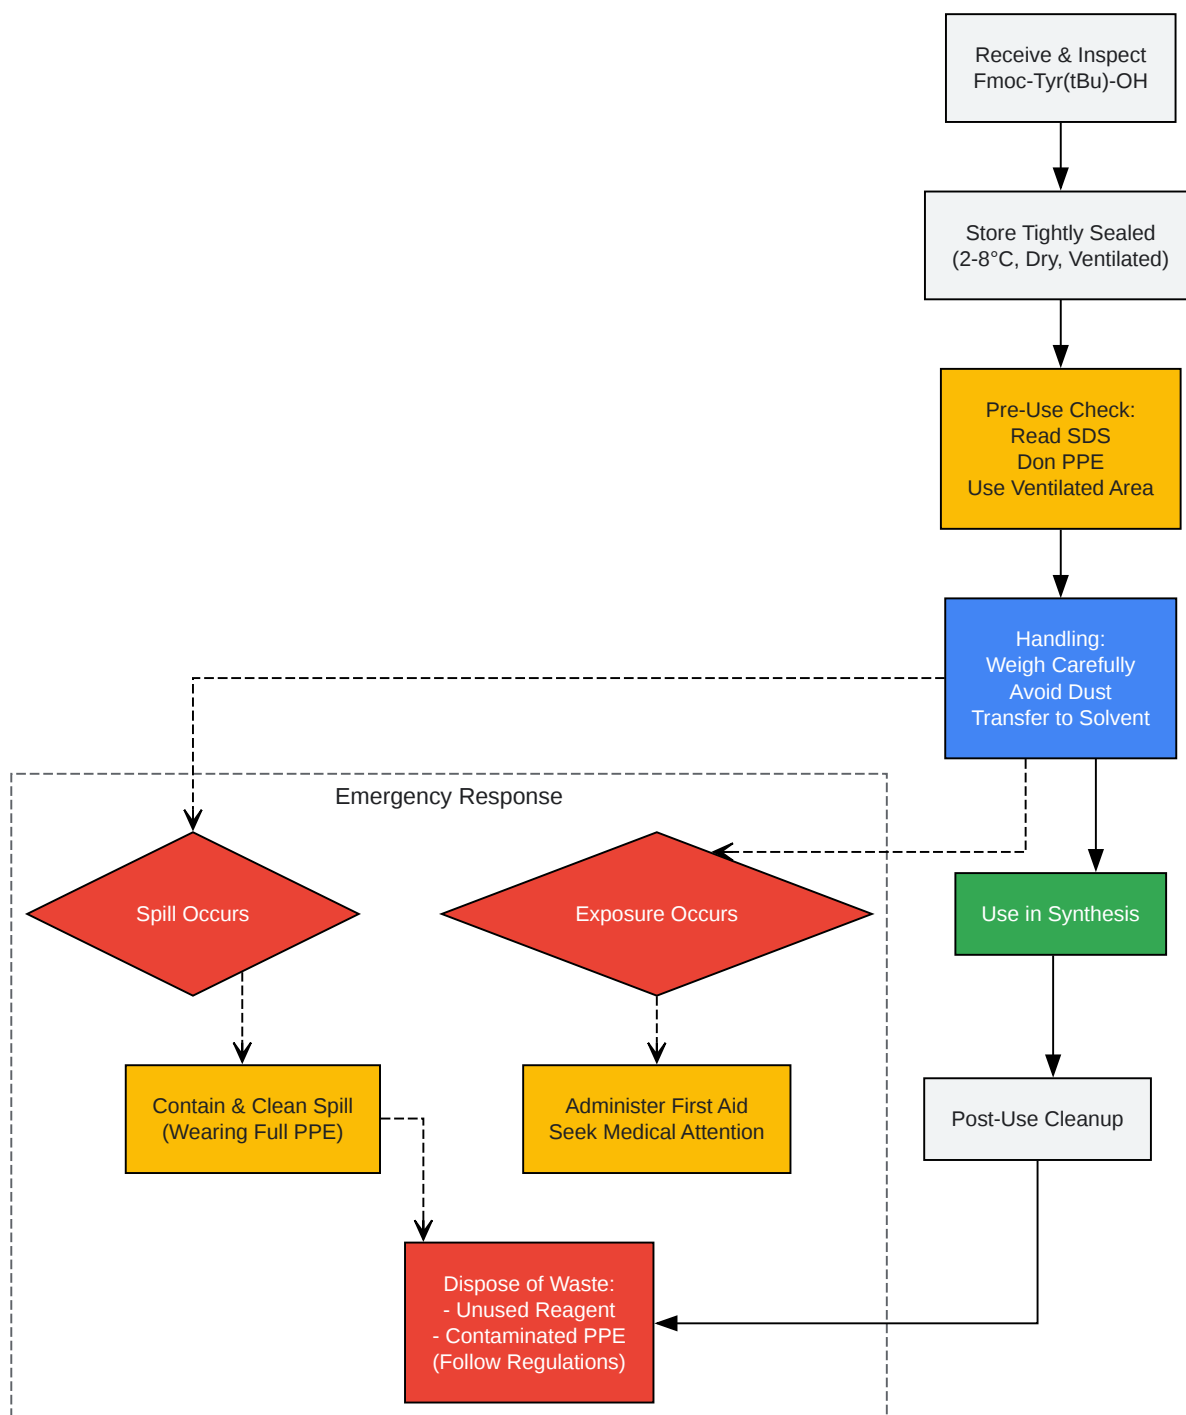 Receive & Inspect
Fmoc-Tyr(tBu)-OH
Store Tightly Sealed
(2-8°C, Dry, Ventilated)
Pre-Use Check:
Read SDS
Don PPE
Use Ventilated Area
Handling:
Weigh Carefully
Avoid Dust
Transfer to Solvent
Emergency Response
Spill Occurs
Exposure Occurs
Use in Synthesis
Contain & Clean Spill
(Wearing Full PPE)
Administer First Aid
Seek Medical Attention
Post-Use Cleanup
Dispose of Waste:
- Unused Reagent
- Contaminated PPE
(Follow Regulations)